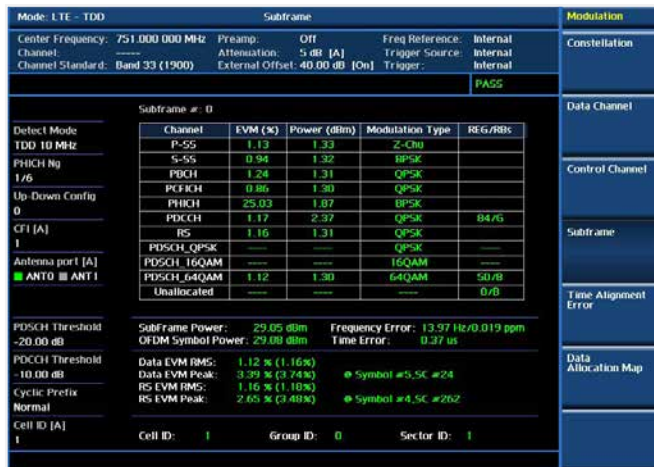 Mode: LTE - TDD Subframe
Modulation
Center Frequency: 751.000 000 MHz Preamp: Off Freq Reference: Internal
Channel: ----- Attenuation: 5 dB [A] Trigger Source: Internal
Channel Standard: Band 33 (1900) External Offset: 40.00 dB [On] Trigger: Internal
PASS
Constellation
Data Channel
Control Channel
Subframe
Time Alignment Error
Data Allocation Map
Detect Mode
TDD 10 MHz
PHICH Ng
1/6
Up-Down Config
0
CFI [A]
1
Antenna port [A]
ANT0 ANT1
PDSCH Threshold
-20.00 dB
PDCCH Threshold
-10.00 dB
Cyclic Prefix
Normal
Cell ID [A]
1
Subframe #: 0
Channel EVM (%) Power (dBm) Modulation Type REG/RBs
P-SS 1.13 1.33 Z-Chu
S-SS 0.94 1.32 BPSK
PBCH 1.24 1.31 QPSK
PCFICH 0.86 1.30 QPSK
PHICH 25.03 1.87 BPSK
PDCCH 1.17 2.37 QPSK 84/6
RS 1.16 1.31 QPSK
PDSCH_QPSK ---- ---- QPSK ----
PDSCH_16QAM ---- ---- 16QAM ----
PDSCH_64QAM 1.12 1.30 64QAM 50/8
Unallocated ---- ---- ---- 0/8
SubFrame Power: 29.05 dBm Frequency Error: 13.97 Hz/0.019 ppm
OFDM Symbol Power: 29.08 dBm Time Error: 0.37 us
Data EVM RMS: 1.12 % (1.16%)
Data EVM Peak: 3.39 % (3.74%) @ Symbol #5,SC #24
RS EVM RMS: 1.16 % (1.18%)
RS EVM Peak: 2.65 % (3.48%) @ Symbol #4,SC #262
Cell ID: 1 Group ID: 0 Sector ID: 1